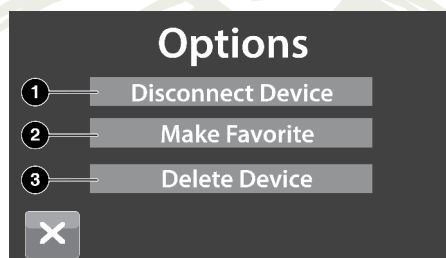 Options
1 Disconnect Device
2 Make Favorite
3 Delete Device